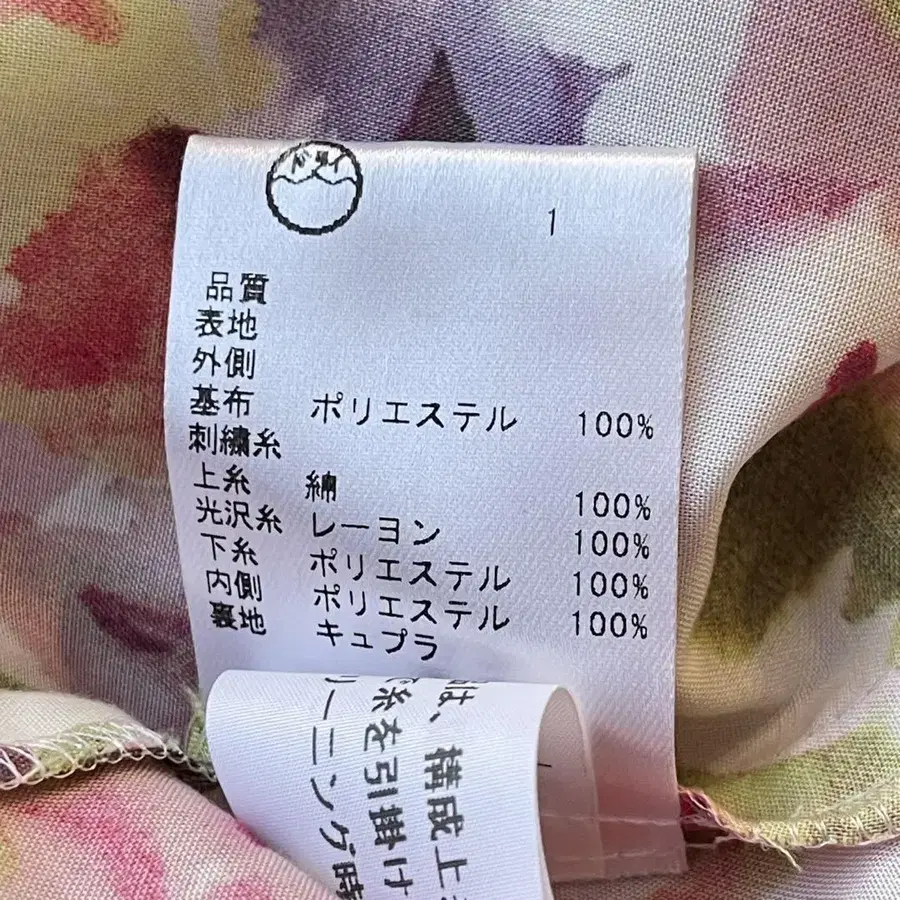 ドライ
1
品質
表地
外側
基布 ポリエステル 100%
刺繍糸
上糸 綿 100%
光沢糸 レーヨン 100%
下糸 ポリエステル 100%
内側 ポリエステル 100%
裏地 キュプラ
は、構成上
糸を引掛け
リーニング時